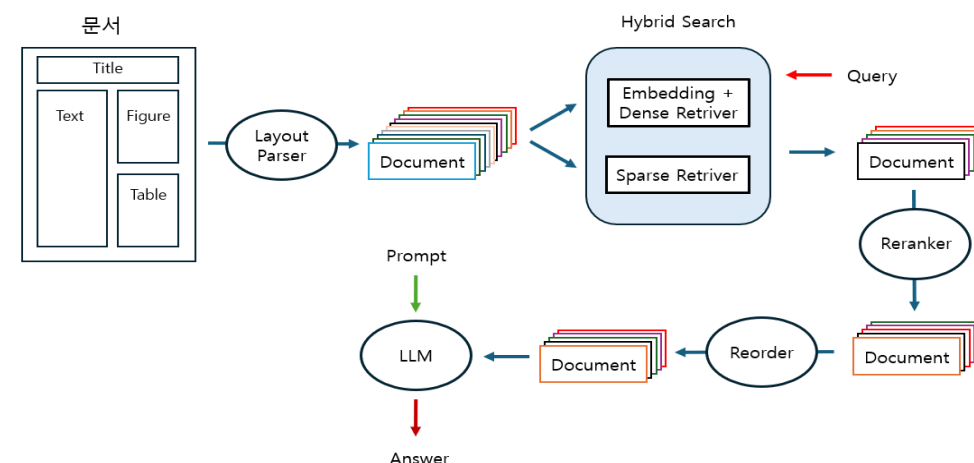 문서
Hybrid Search
Title
Text
Figure
Table
Layout
Parser
Document
Embedding +
Dense Retriver
Sparse Retriver
Query
Document
Reranker
Document
Reorder
Document
Prompt
LLM
Answer